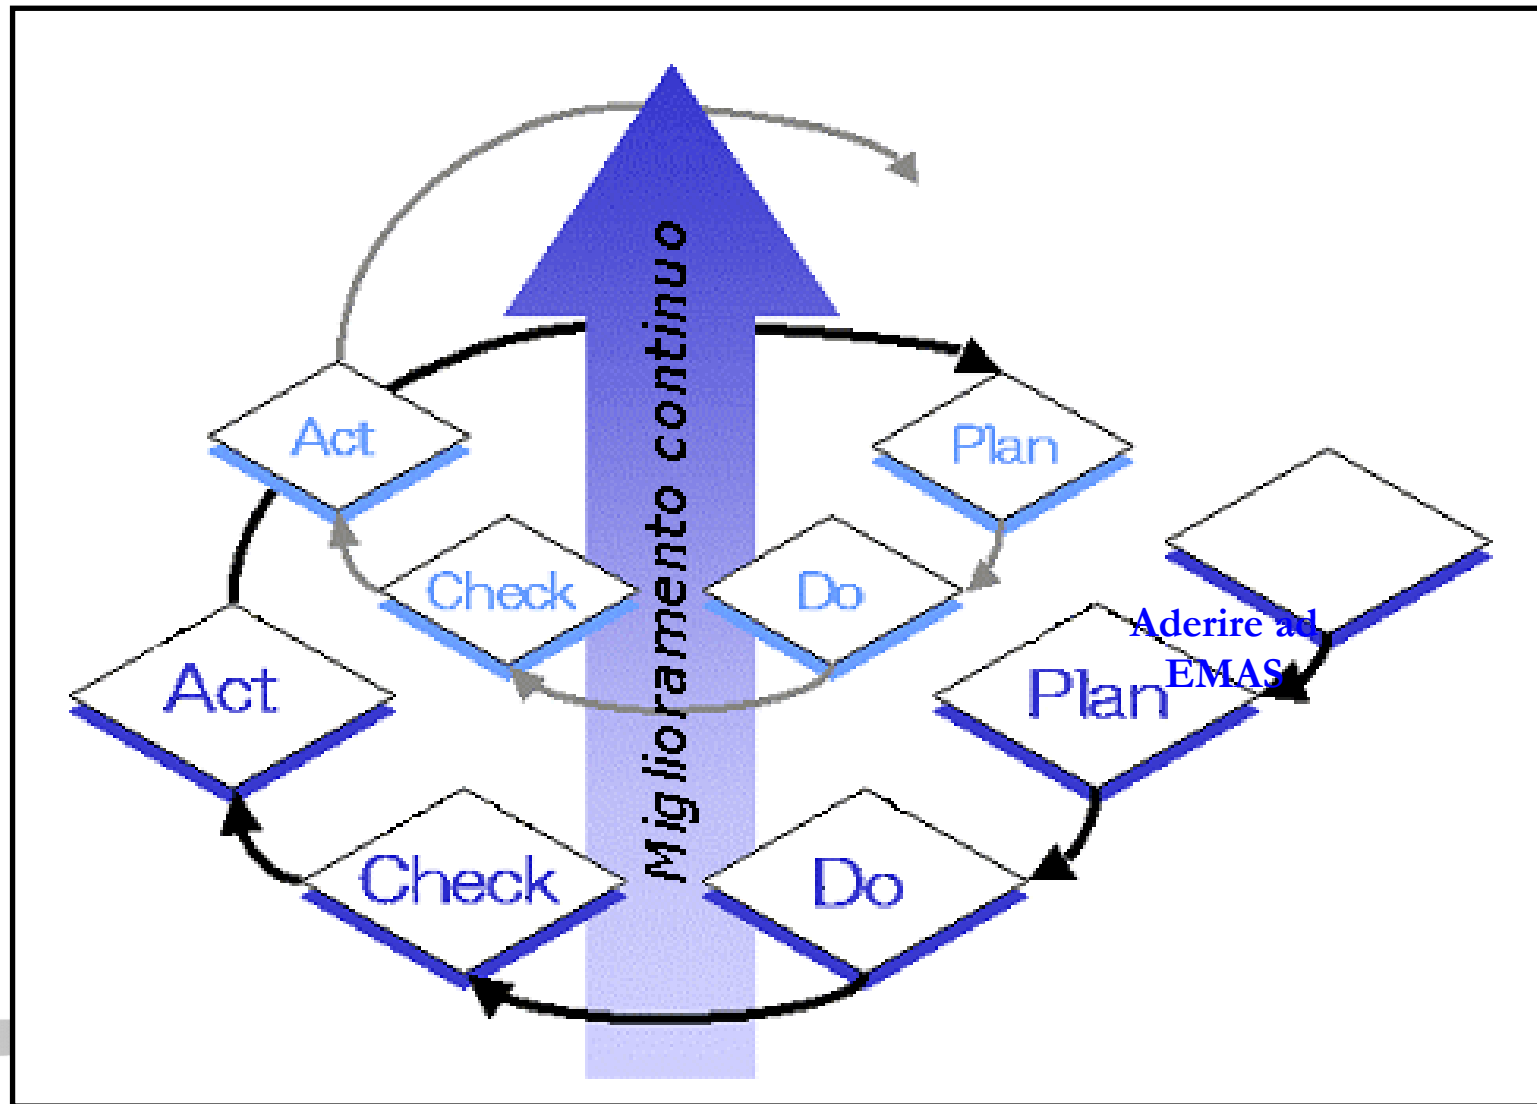 Miglioramento continuo
Act
Plan
Check
Do
Aderire ad
EMAS
Act
Plan
Check
Do